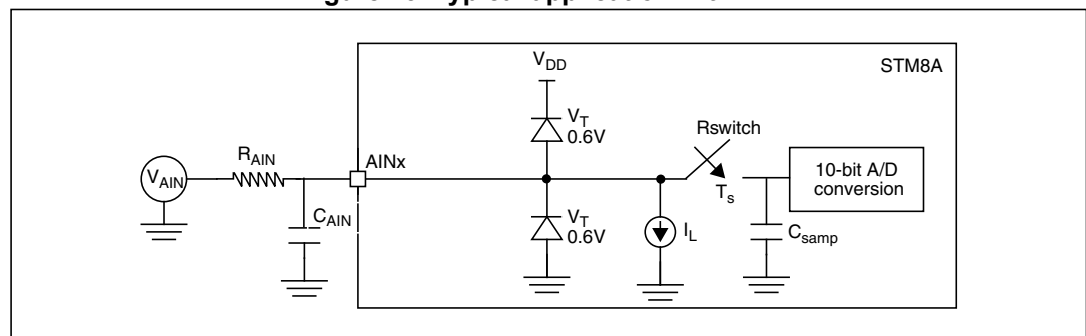 STM8A
V_DD
V_T
0.6V
Rswitch
R_AIN
AINx
V_AIN
10-bit A/D
conversion
T_s
C_AIN
V_T
0.6V
I_L
C_samp